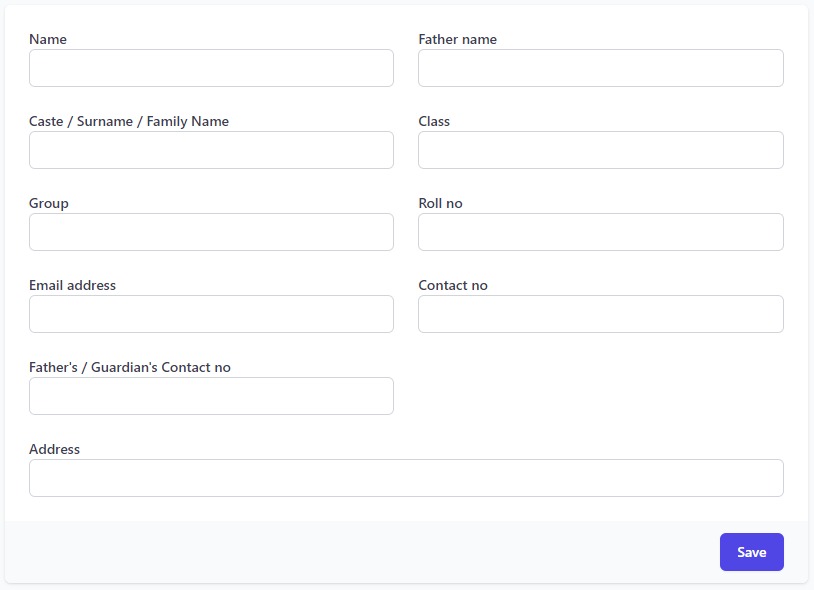 Name
Father name
Caste / Surname / Family Name
Class
Group
Roll no
Email address
Contact no
Father's / Guardian's Contact no
Address
Save